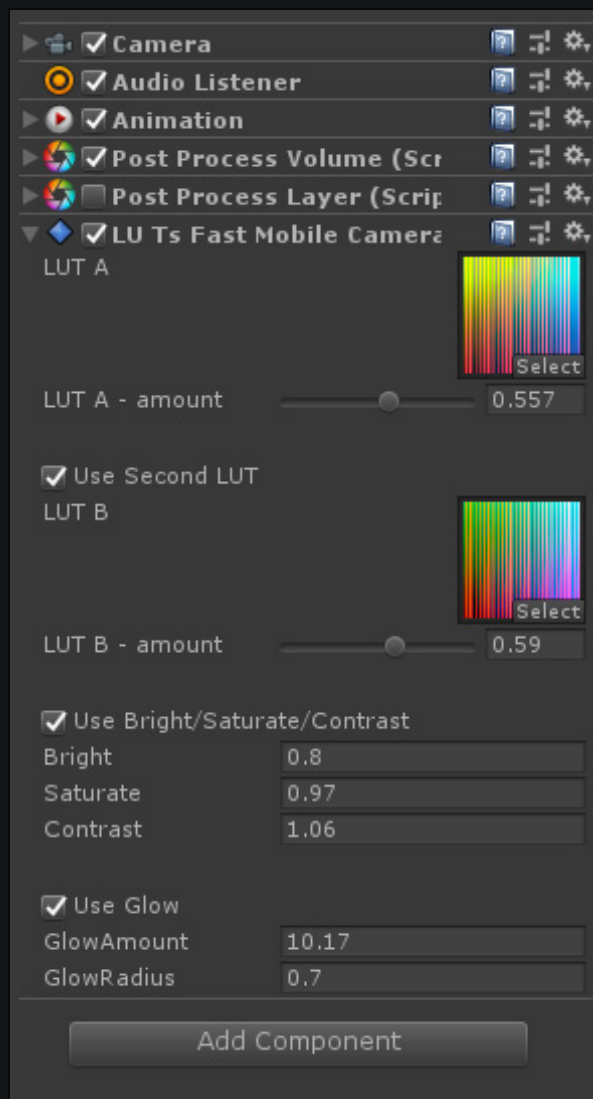 Camera
Audio Listener
Animation
Post Process Volume (Scr
Post Process Layer (Scrip
LU Ts Fast Mobile Camera
LUT A
Select
LUT A - amount 0.557
Use Second LUT
LUT B
Select
LUT B - amount 0.59
Use Bright/Saturate/Contrast
Bright 0.8
Saturate 0.97
Contrast 1.06
Use Glow
GlowAmount 10.17
GlowRadius 0.7
Add Component